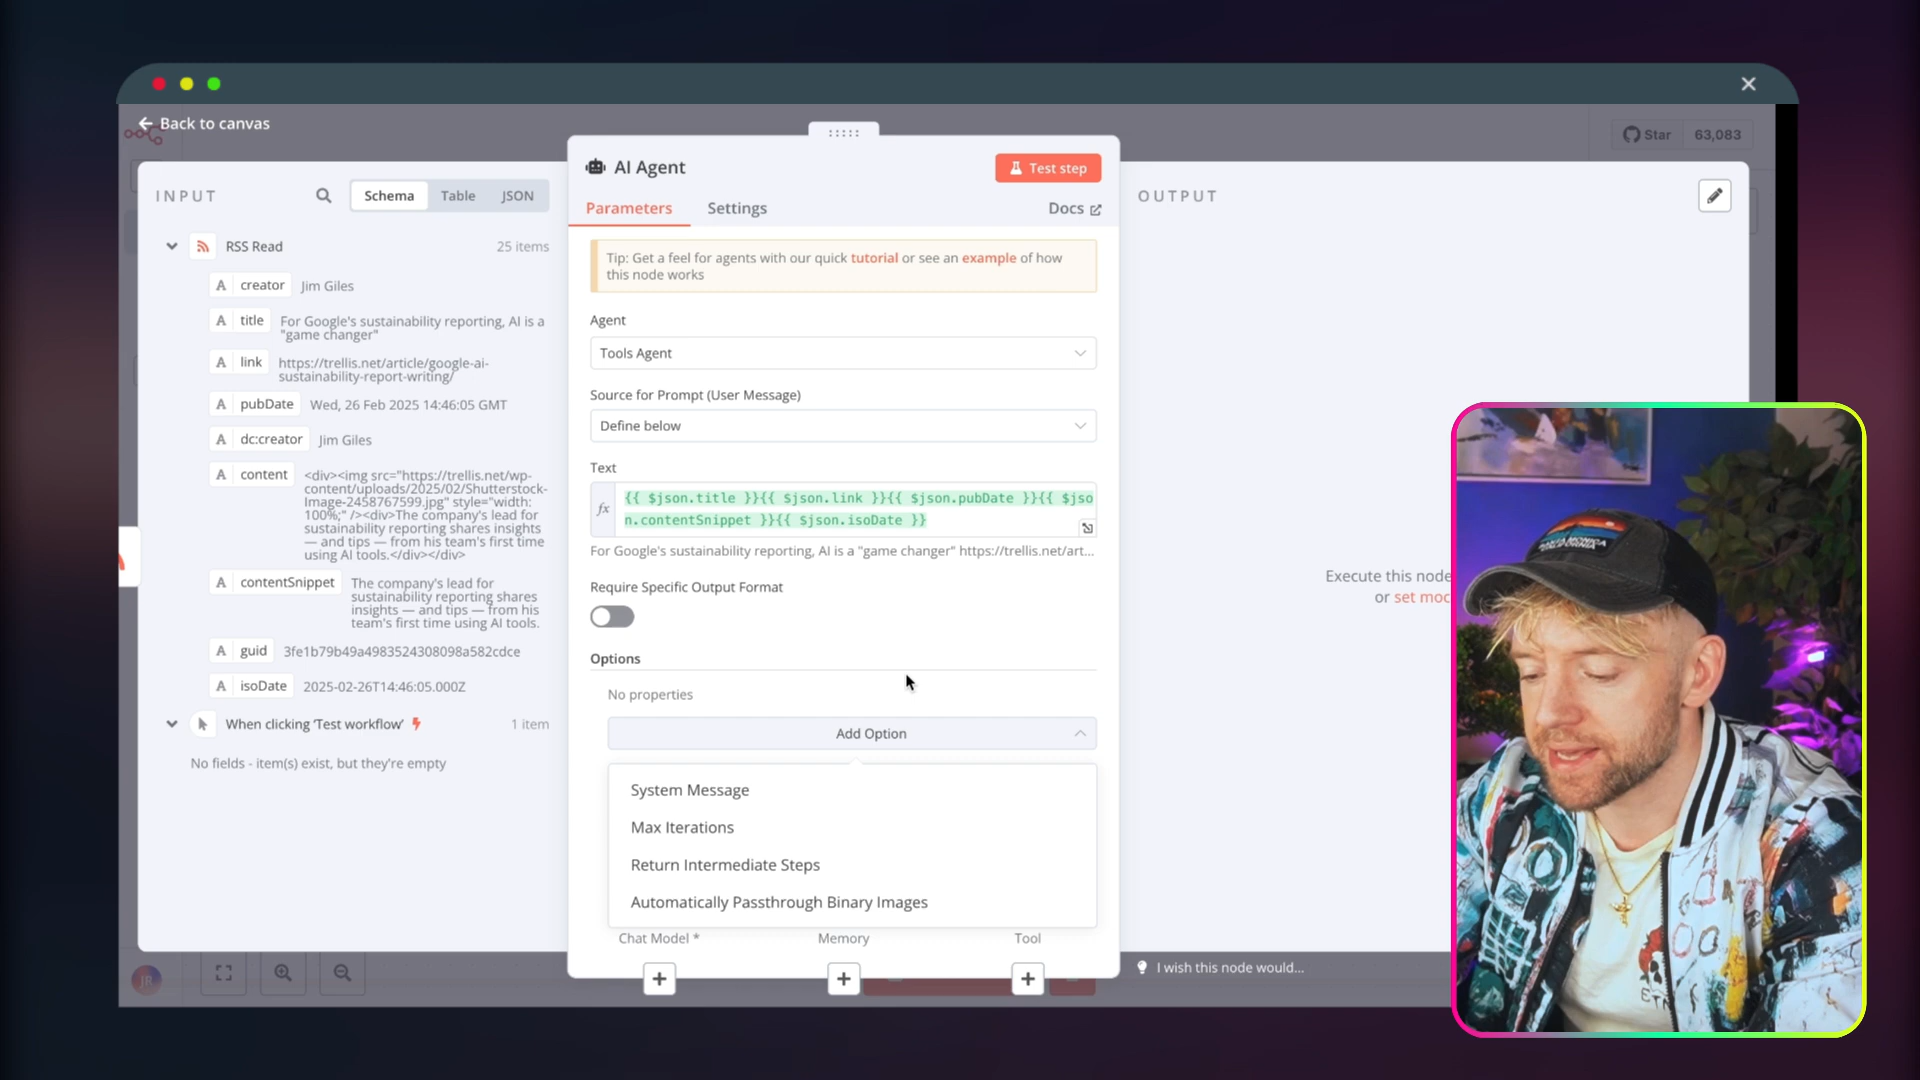 Back to canvas
Star 63,083
INPUT
Schema Table JSON
RSS Read 25 items
A creator Jim Giles
A title For Google's sustainability reporting, AI is a
"game changer"
A link https://trellis.net/article/google-ai-
sustainability-report-writing/
A pubDate Wed, 26 Feb 2025 14:46:05 GMT
A dc:creator Jim Giles
A content <div><img src="https://trellis.net/wp-
content/uploads/2025/02/Shutterstock-
Image-2458767599.jpg" style="width:
100%;" /><div>The company's lead for
sustainability reporting shares insights
— and tips — from his team's first time
using AI tools.</div></div>
A contentSnippet The company's lead for
sustainability reporting shares
insights — and tips — from his
team's first time using AI tools.
A guid 3fe1b79b49a4983524308098a582cdce
A isoDate 2025-02-26T14:46:05.000Z
When clicking 'Test workflow' 1 item
No fields - item(s) exist, but they're empty
JR
AI Agent
Test step
Parameters Settings Docs
Tip: Get a feel for agents with our quick tutorial or see an example of how
this node works
Agent
Tools Agent
Source for Prompt (User Message)
Define below
Text
fx
{{ $json.title }}{{ $json.link }}{{ $json.pubDate }}{{ $jso
n.contentSnippet }}{{ $json.isoDate }}
For Google's sustainability reporting, AI is a "game changer" https://trellis.net/art...
Require Specific Output Format
Options
No properties
Add Option
System Message
Max Iterations
Return Intermediate Steps
Automatically Passthrough Binary Images
Chat Model * Memory Tool
OUTPUT
Execute this node
or set moc
I wish this node would...